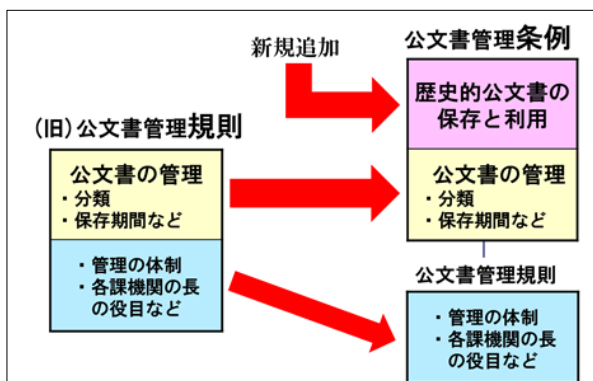 新規追加
公文書管理条例
歴史的公文書の
保存と利用
公文書の管理
・分類
・保存期間など
公文書管理規則
・管理の体制
・各課機関の長
の役目など
(旧)公文書管理規則
公文書の管理
・分類
・保存期間など
・管理の体制
・各課機関の長
の役目など